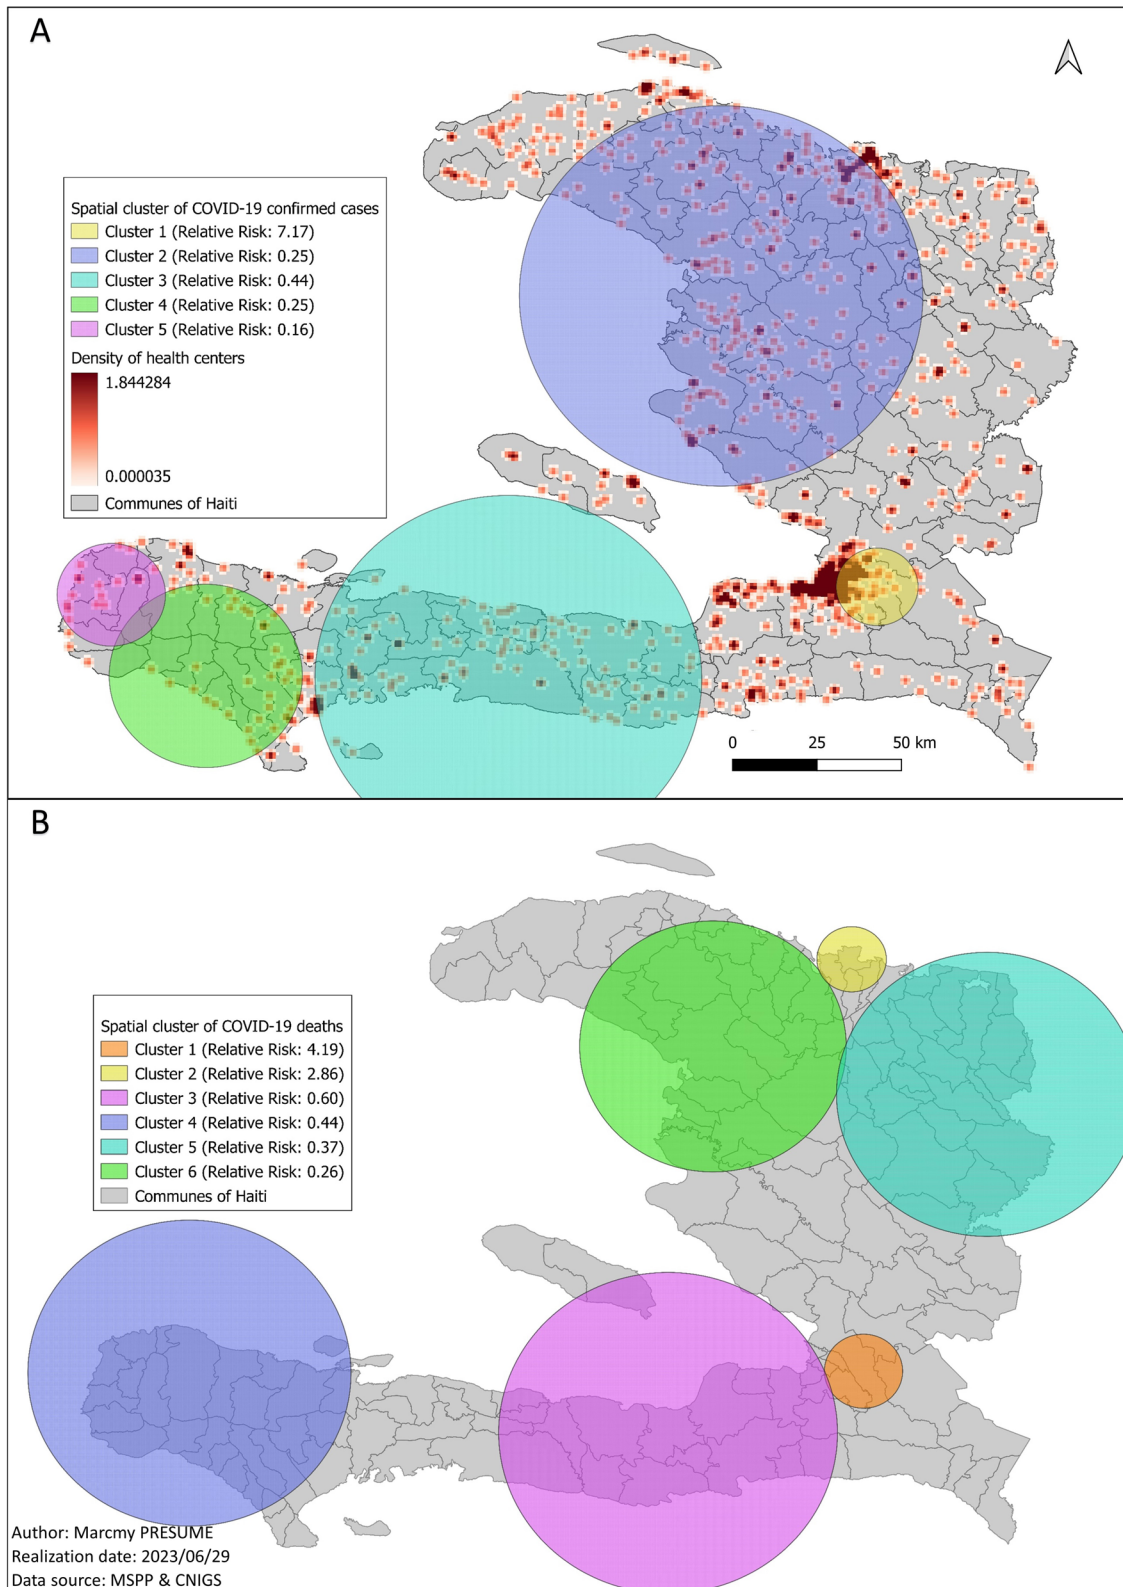 A
Spatial cluster of COVID-19 confirmed cases
Cluster 1 (Relative Risk: 7.17)
Cluster 2 (Relative Risk: 0.25)
Cluster 3 (Relative Risk: 0.44)
Cluster 4 (Relative Risk: 0.25)
Cluster 5 (Relative Risk: 0.16)
Density of health centers
1.844284
0.000035
Communes of Haiti
0 25 50 km
B
Spatial cluster of COVID-19 deaths
Cluster 1 (Relative Risk: 4.19)
Cluster 2 (Relative Risk: 2.86)
Cluster 3 (Relative Risk: 0.60)
Cluster 4 (Relative Risk: 0.44)
Cluster 5 (Relative Risk: 0.37)
Cluster 6 (Relative Risk: 0.26)
Communes of Haiti
Author: Marcmy PRESUME
Realization date: 2023/06/29
Data source: MSPP & CNIGS